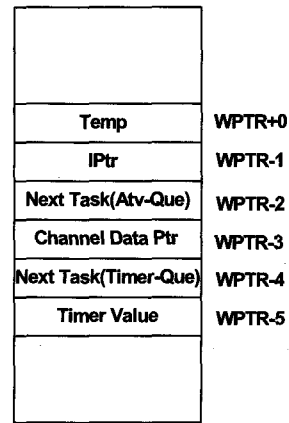 Temp WPTR+0
IPtr WPTR-1
Next Task(Atv-Que) WPTR-2
Channel Data Ptr WPTR-3
Next Task(Timer-Que) WPTR-4
Timer Value WPTR-5